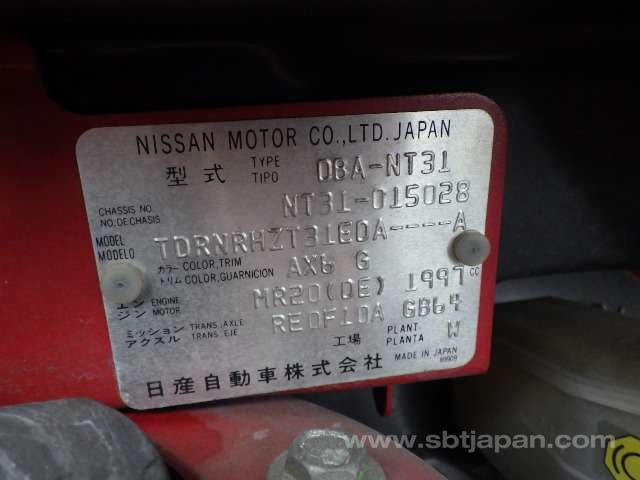 NISSAN MOTOR CO.,LTD. JAPAN
型式 TYPE TIPO DBA-NT31
CHASSIS NO. NO. DE CHASIS NT31-015028
MODEL MODELO TDRNRHZT31EDA----A
カラー トリム COLOR, TRIM COLOR, GUARNICION AX6 G
エンジン ENGINE MOTOR MR20(DE) 1997 CC
ミッション アクスル TRANS, AXLE TRANS, EJE RE0F10A GB64
工場 PLANT PLANTA W
日産自動車株式会社 MADE IN JAPAN
www.sbtjapan.com